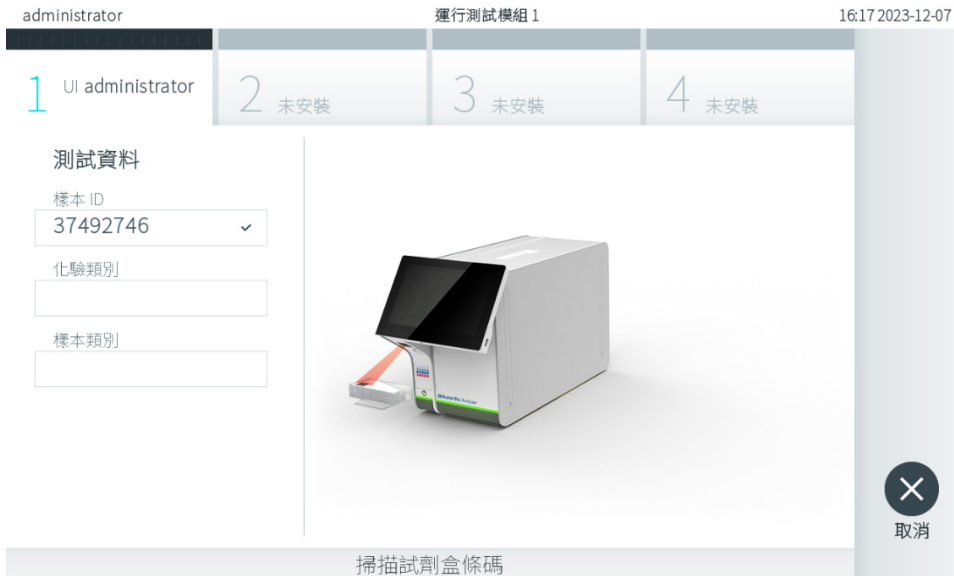 administrator
運行測試模組 1
16:17 2023-12-07
1 UI administrator
2 未安裝
3 未安裝
4 未安裝
測試資料
樣本 ID
37492746
化驗類別
樣本類別
取消
掃描試劑盒條碼